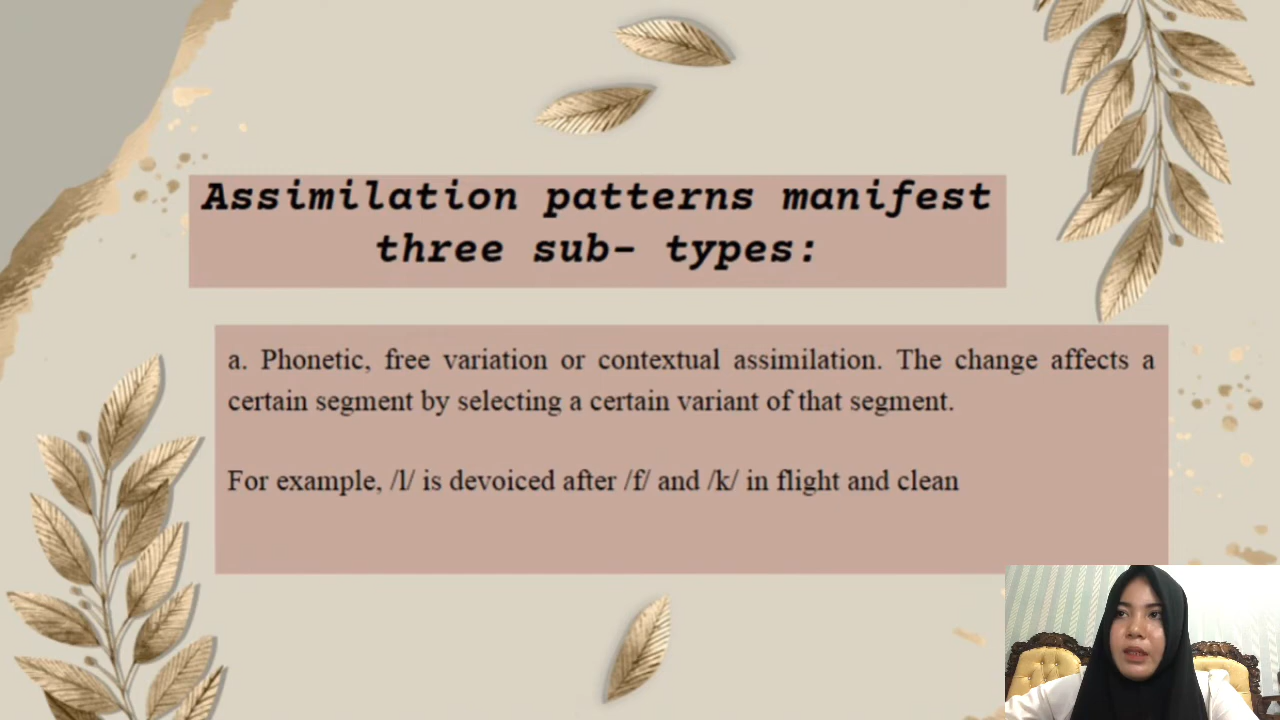 Assimilation patterns manifest
three sub- types:
a. Phonetic, free variation or contextual assimilation. The change affects a
certain segment by selecting a certain variant of that segment.
For example, /l/ is devoiced after /f/ and /k/ in flight and clean